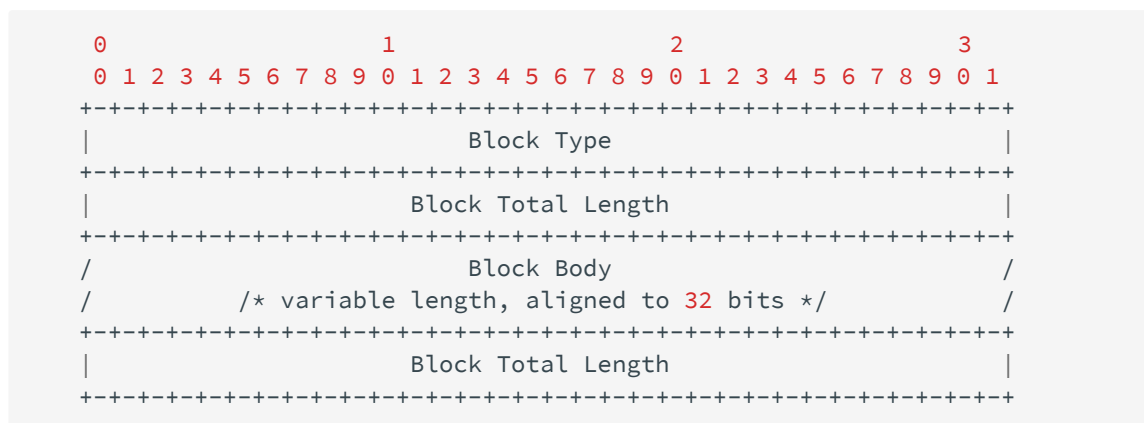 0                   1                   2                   3
 0 1 2 3 4 5 6 7 8 9 0 1 2 3 4 5 6 7 8 9 0 1 2 3 4 5 6 7 8 9 0 1
+-+-+-+-+-+-+-+-+-+-+-+-+-+-+-+-+-+-+-+-+-+-+-+-+-+-+-+-+-+-+-+-+
|                          Block Type                           |
+-+-+-+-+-+-+-+-+-+-+-+-+-+-+-+-+-+-+-+-+-+-+-+-+-+-+-+-+-+-+-+-+
|                      Block Total Length                       |
+-+-+-+-+-+-+-+-+-+-+-+-+-+-+-+-+-+-+-+-+-+-+-+-+-+-+-+-+-+-+-+-+
/                          Block Body                           /
/          /* variable length, aligned to 32 bits */            /
+-+-+-+-+-+-+-+-+-+-+-+-+-+-+-+-+-+-+-+-+-+-+-+-+-+-+-+-+-+-+-+-+
|                      Block Total Length                       |
+-+-+-+-+-+-+-+-+-+-+-+-+-+-+-+-+-+-+-+-+-+-+-+-+-+-+-+-+-+-+-+-+